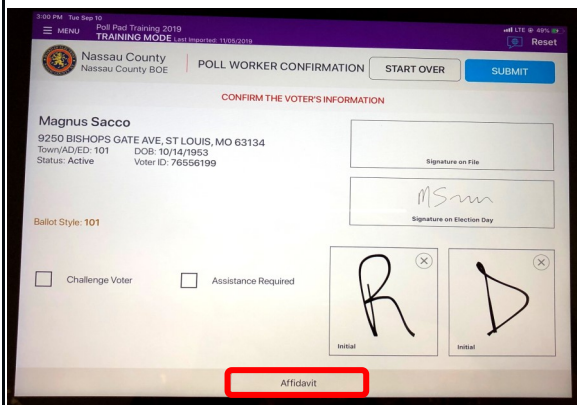 3:00 PM Tue Sep 10
LTE 49%
MENU
Poll Pad Training 2019
TRAINING MODE Last Imported: 11/05/2019
Reset
Nassau County
Nassau County BOE
POLL WORKER CONFIRMATION
START OVER
SUBMIT
CONFIRM THE VOTER'S INFORMATION
Magnus Sacco
9250 BISHOPS GATE AVE, ST LOUIS, MO 63134
Town/AD/ED: 101 DOB: 10/14/1953
Status: Active Voter ID: 76556199
Signature on File
Signature on Election Day
Ballot Style: 101
Challenge Voter
Assistance Required
R
Initial
D
Initial
Affidavit